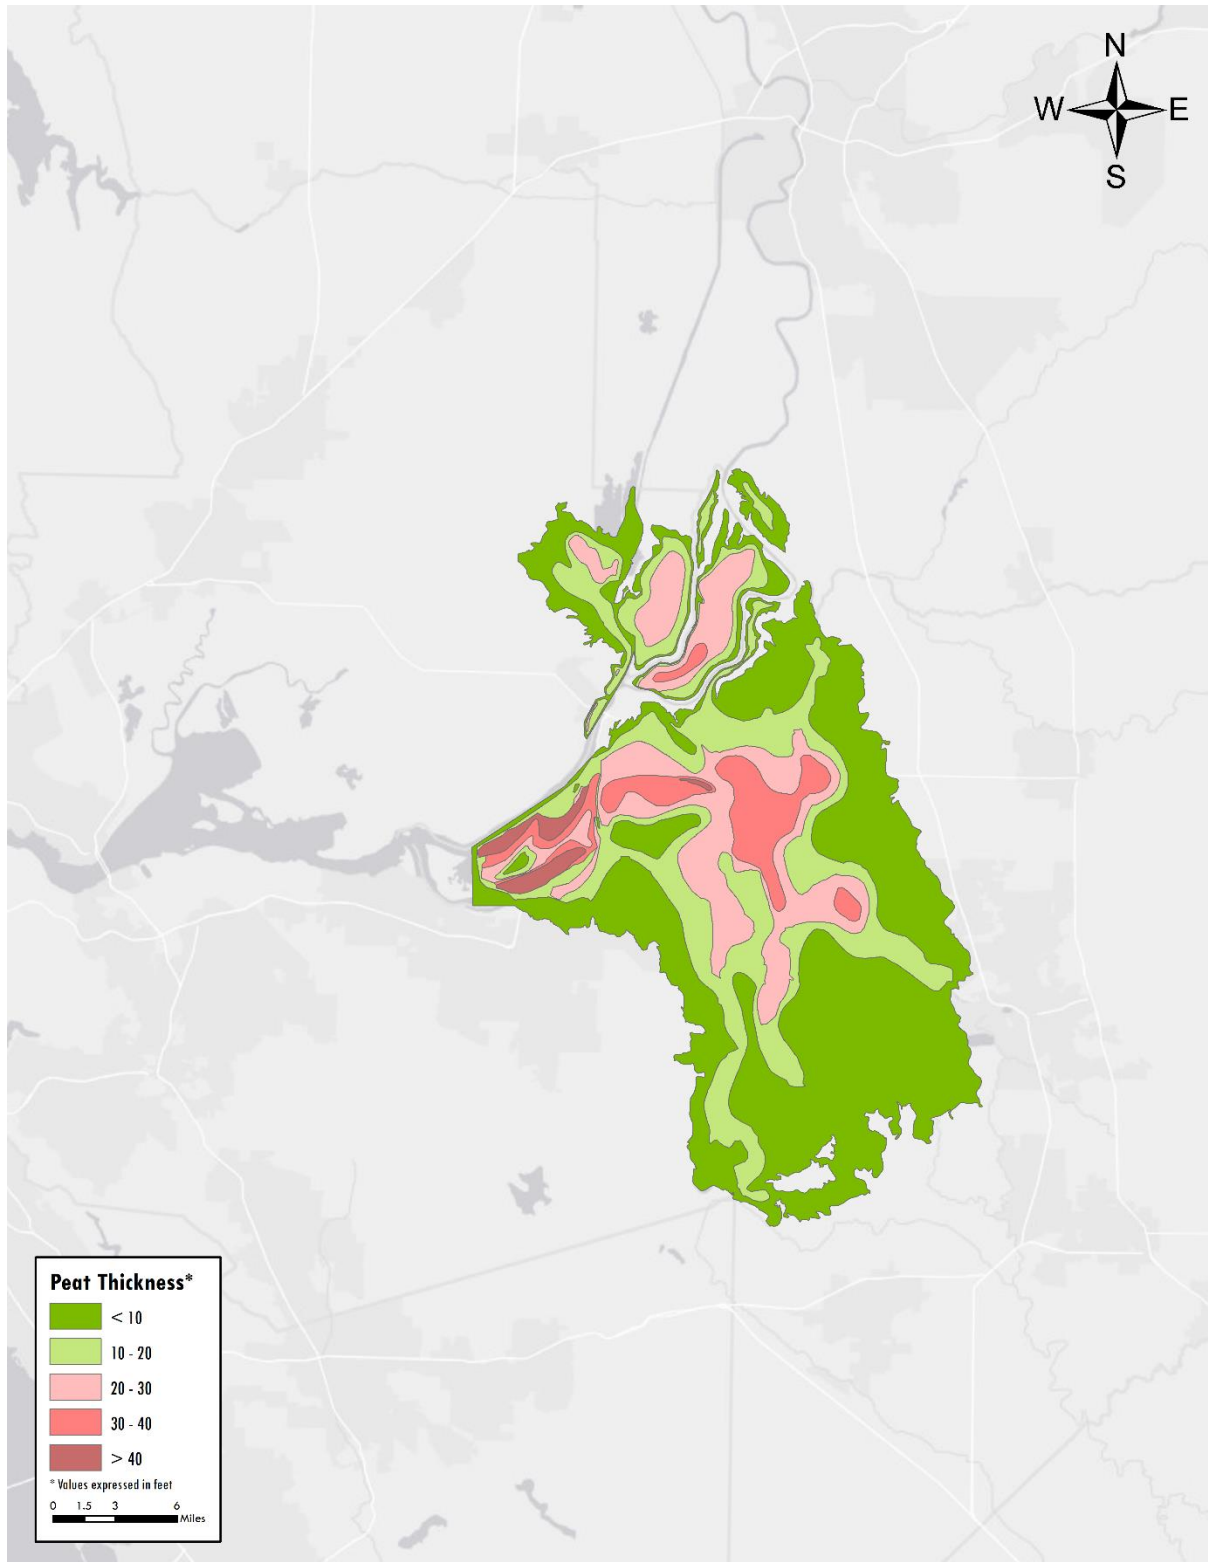 N
W E
S
Peat Thickness*
< 10
10 - 20
20 - 30
30 - 40
> 40
* Values expressed in feet
0 1.5 3 6
Miles